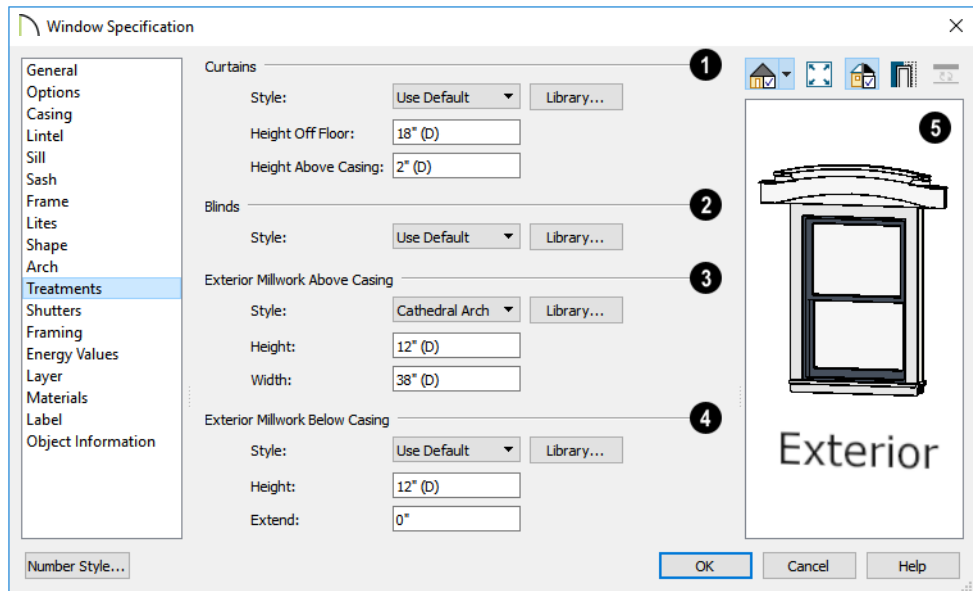 Window Specification
General
Options
Casing
Lintel
Sill
Sash
Frame
Lites
Shape
Arch
Treatments
Shutters
Framing
Energy Values
Layer
Materials
Label
Object Information
Curtains 1
Style: Use Default Library...
Height Off Floor: 18" (D)
Height Above Casing: 2" (D)
Blinds 2
Style: Use Default Library...
Exterior Millwork Above Casing 3
Style: Cathedral Arch Library...
Height: 12" (D)
Width: 38" (D)
Exterior Millwork Below Casing 4
Style: Use Default Library...
Height: 12" (D)
Extend: 0"
5
Exterior
Number Style... OK Cancel Help